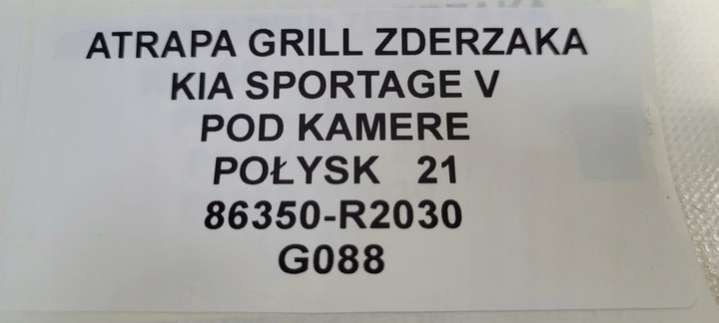 ATRAPA GRILL ZDERZAKA
KIA SPORTAGE V
POD KAMERE
POŁYSK 21
86350-R2030
G088